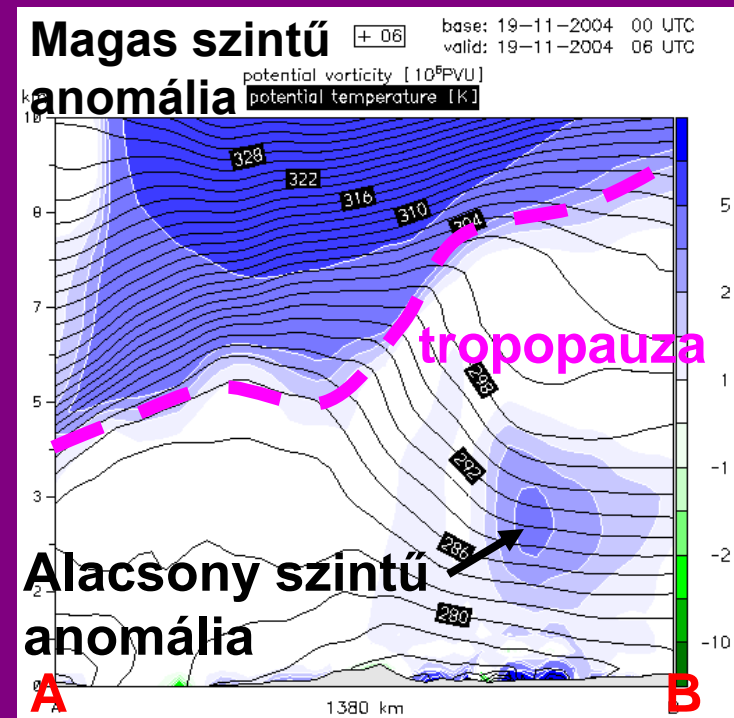 Magas szintű
anomália
+ 06
base: 19-11-2004 00 UTC
valid: 19-11-2004 06 UTC
potential vorticity [10⁶PVU]
potential temperature [K]
km
10
8
7
5
3
2
0
328
322
316
310
304
298
292
286
280
tropopauza
Alacsony szintű
anomália
5
2
1
-1
-2
-10
A
1380 km
B